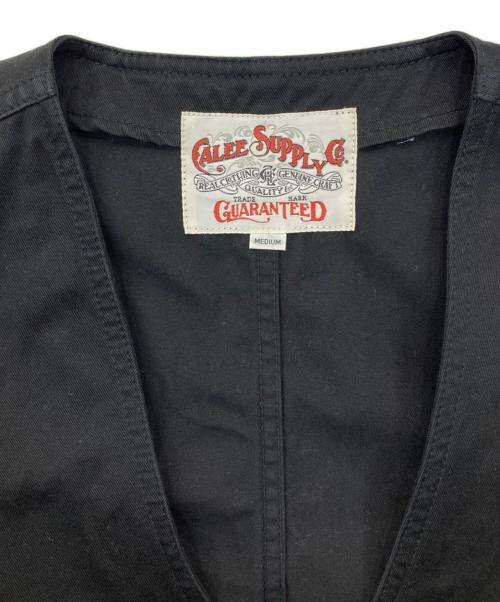 CALEE SUPPLY Co.
REAL CLOTHING GENUINE CRAFT
QUALITY
TRADE MARK
GUARANTEED
MEDIUM